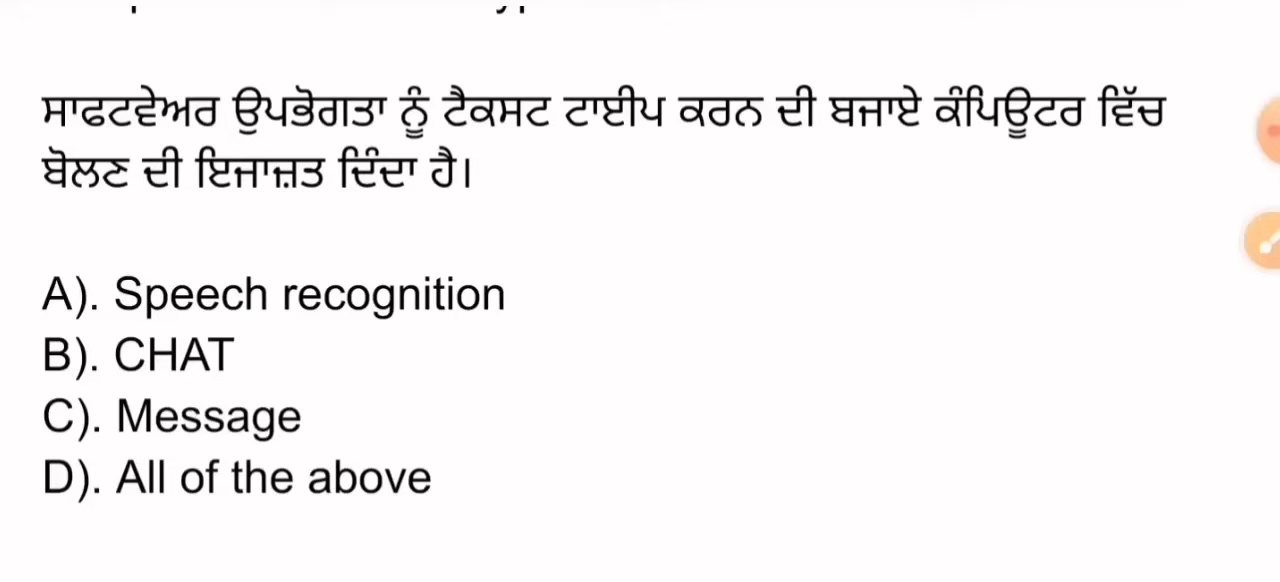 ਸਾਫਟਵੇਅਰ ਉਪਭੋਗਤਾ ਨੂੰ ਟੈਕਸਟ ਟਾਈਪ ਕਰਨ ਦੀ ਬਜਾਏ ਕੰਪਿਊਟਰ ਵਿੱਚ
ਬੋਲਣ ਦੀ ਇਜਾਜ਼ਤ ਦਿੰਦਾ ਹੈ।
A). Speech recognition
B). CHAT
C). Message
D). All of the above